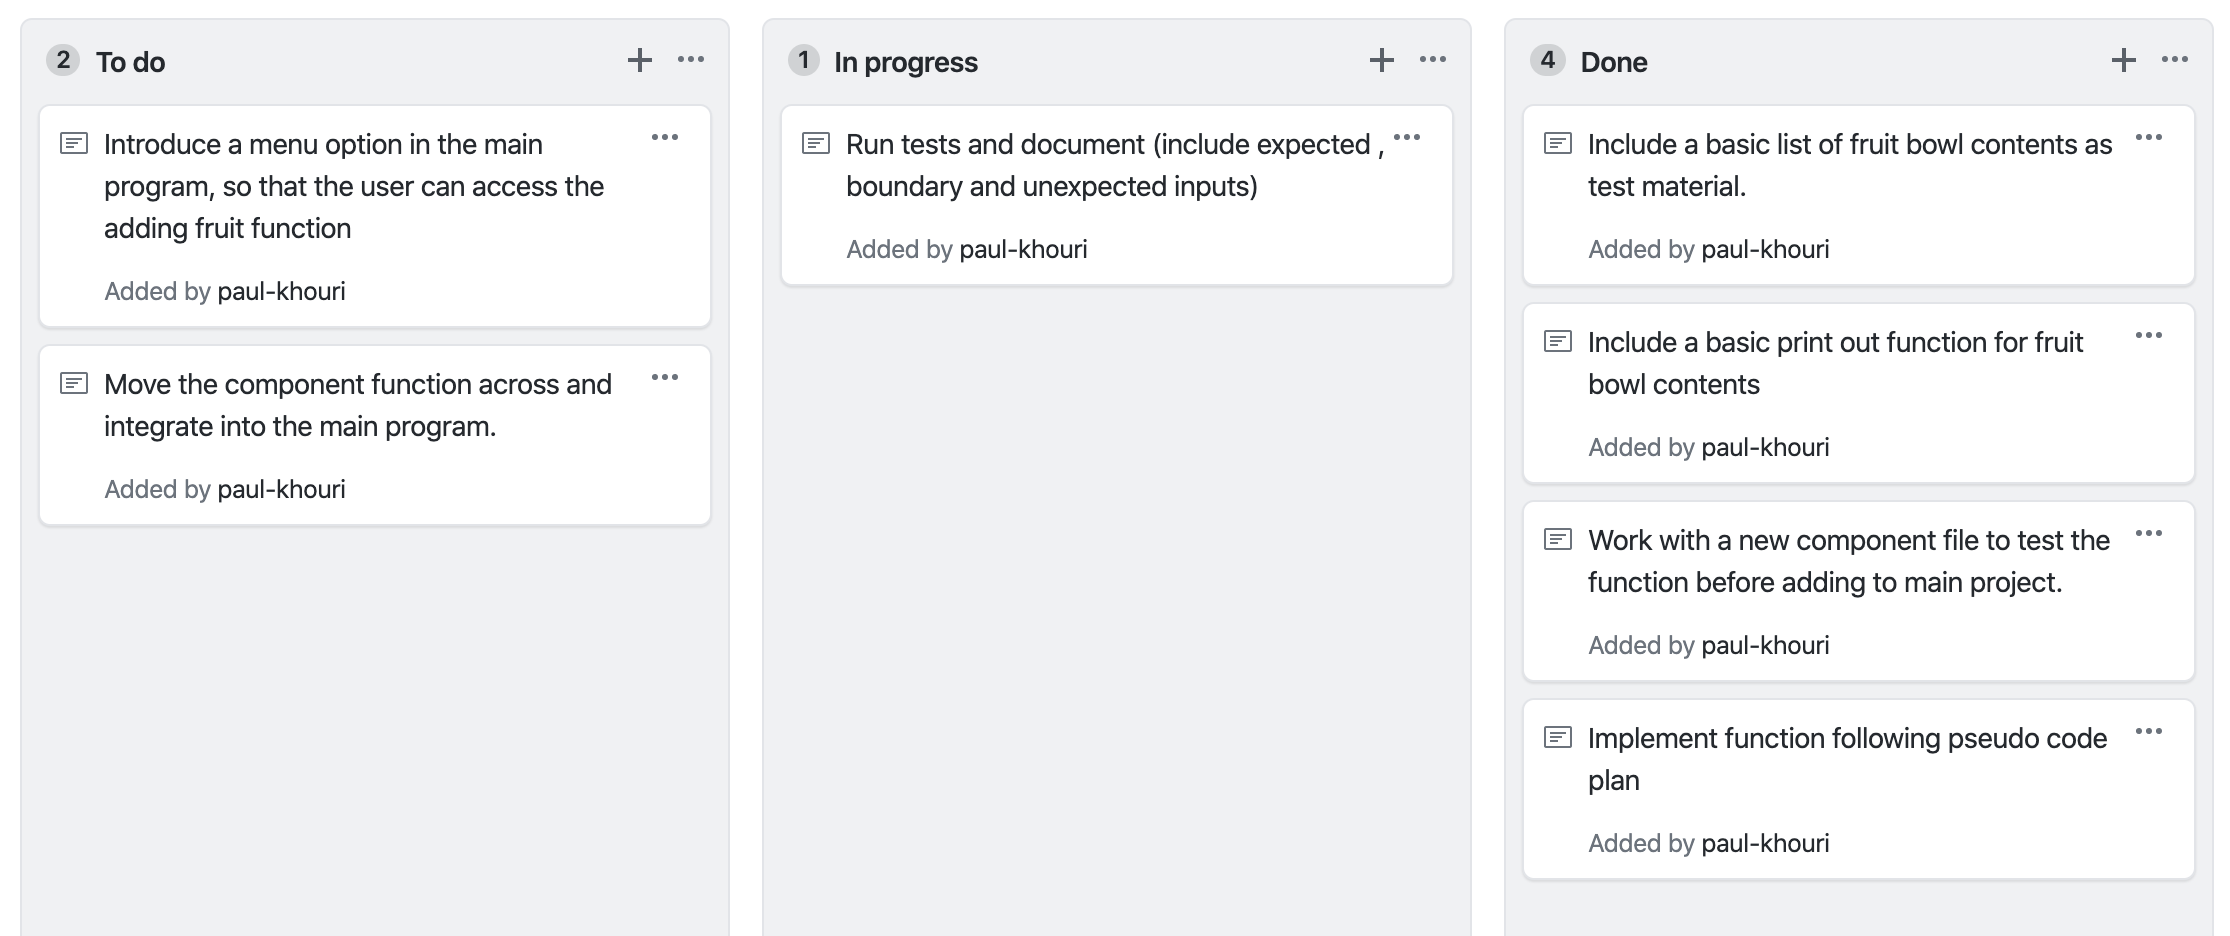 2 To do
Introduce a menu option in the main
program, so that the user can access the
adding fruit function
Added by paul-khouri
Move the component function across and
integrate into the main program.
Added by paul-khouri
1 In progress
Run tests and document (include expected ,
boundary and unexpected inputs)
Added by paul-khouri
4 Done
Include a basic list of fruit bowl contents as
test material.
Added by paul-khouri
Include a basic print out function for fruit
bowl contents
Added by paul-khouri
Work with a new component file to test the
function before adding to main project.
Added by paul-khouri
Implement function following pseudo code
plan
Added by paul-khouri